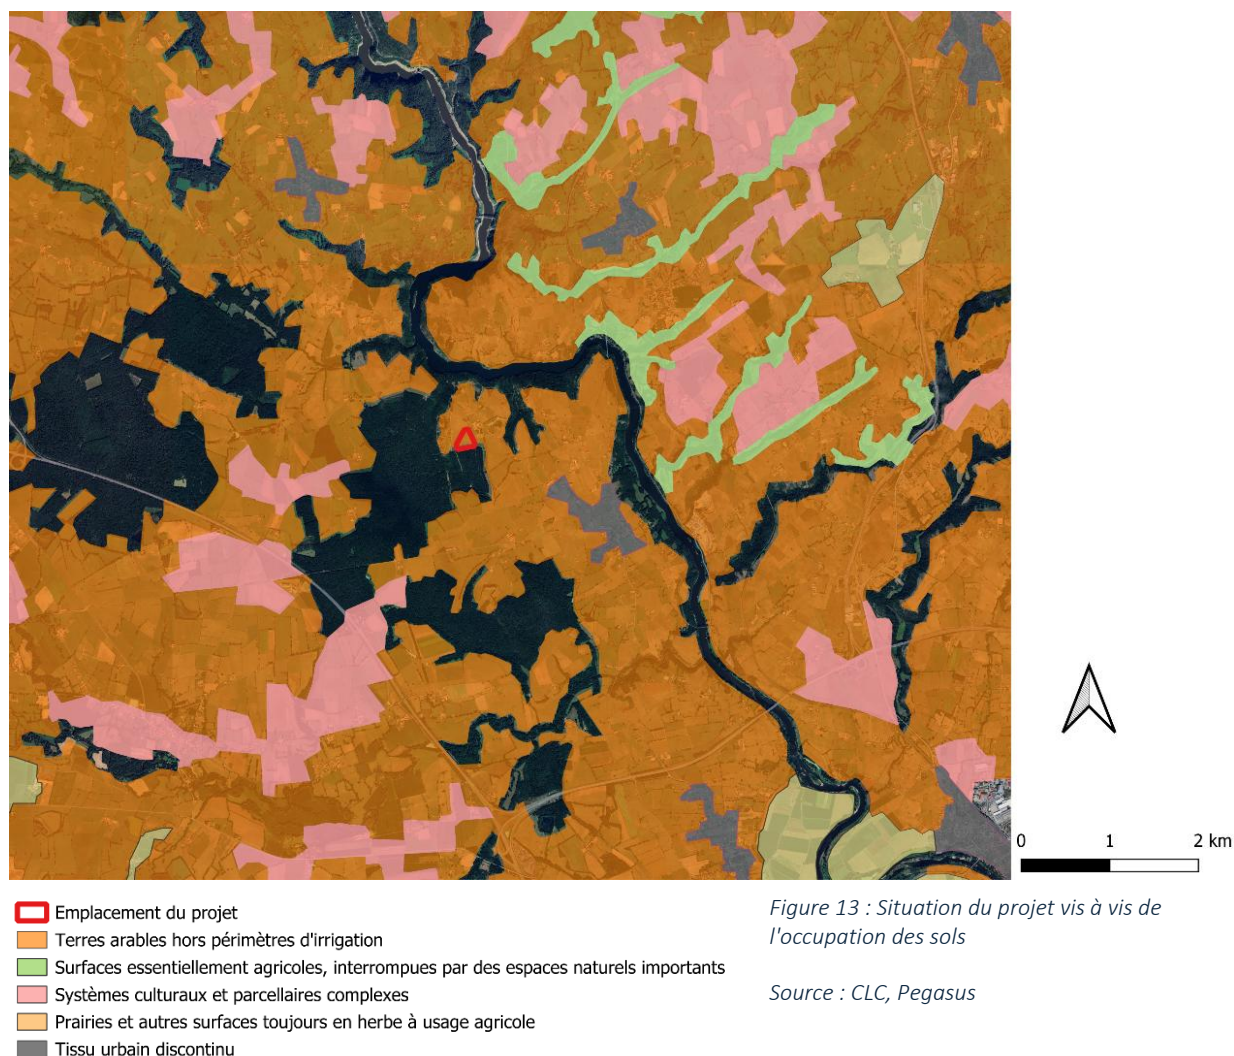 0 1 2 km
Emplacement du projet
Terres arables hors périmètres d'irrigation
Surfaces essentiellement agricoles, interrompues par des espaces naturels importants
Systèmes culturaux et parcellaires complexes
Prairies et autres surfaces toujours en herbe à usage agricole
Tissu urbain discontinu
Figure 13 : Situation du projet vis à vis de
l'occupation des sols
Source : CLC, Pegasus